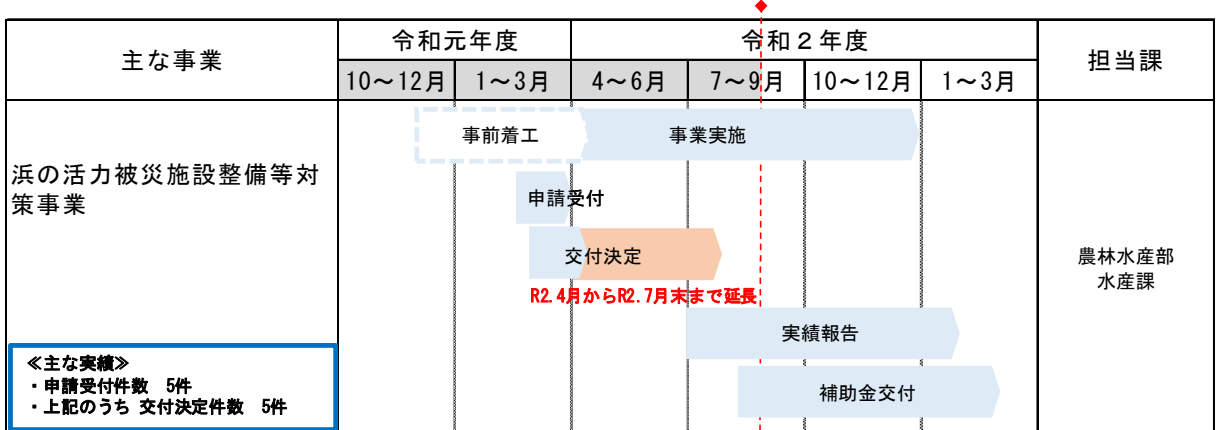 主な事業
令和元年度
令和２年度
担当課
10～12月
1～3月
4～6月
7～9月
10～12月
1～3月
浜の活力被災施設整備等対
策事業
事前着工
事業実施
申請受付
交付決定
R2.4月からR2.7月末まで延長
実績報告
補助金交付
農林水産部
水産課
≪主な実績≫
・申請受付件数　5件
・上記のうち 交付決定件数　5件